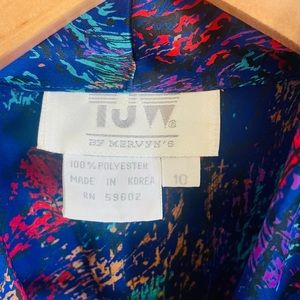 TJW®
BY MERVYN'S
100% POLYESTER
MADE IN KOREA
RN 59602
10